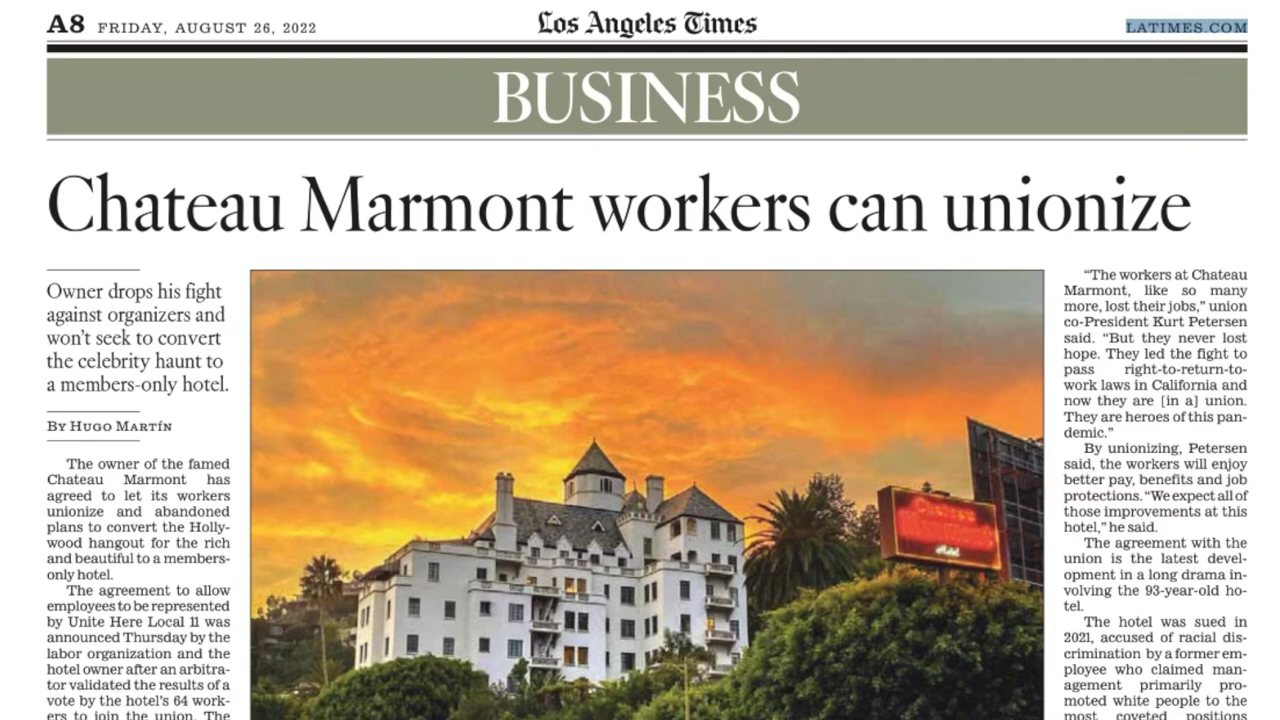 A8 FRIDAY, AUGUST 26, 2022
Los Angeles Times
LATIMES.COM
BUSINESS
Chateau Marmont workers can unionize
Owner drops his fight
against organizers and
won't seek to convert
the celebrity haunt to
a members-only hotel.
BY HUGO MARTÍN
The owner of the famed
Chateau Marmont has
agreed to let its workers
unionize and abandoned
plans to convert the Holly-
wood hangout for the rich
and beautiful to a members-
only hotel.
The agreement to allow
employees to be represented
by Unite Here Local 11 was
announced Thursday by the
labor organization and the
hotel owner after an arbitra-
tor validated the results of a
vote by the hotel's 64 work-
ers to join the union. The
“The workers at Chateau
Marmont, like so many
more, lost their jobs,” union
co-President Kurt Petersen
said. “But they never lost
hope. They led the fight to
pass right-to-return-to-
work laws in California and
now they are [in a] union.
They are heroes of this pan-
demic.”
By unionizing, Petersen
said, the workers will enjoy
better pay, benefits and job
protections. “We expect all of
those improvements at this
hotel,” he said.
The agreement with the
union is the latest devel-
opment in a long drama in-
volving the 93-year-old ho-
tel.
The hotel was sued in
2021, accused of racial dis-
crimination by a former em-
ployee who claimed man-
agement primarily pro-
moted white people to the
most coveted positions